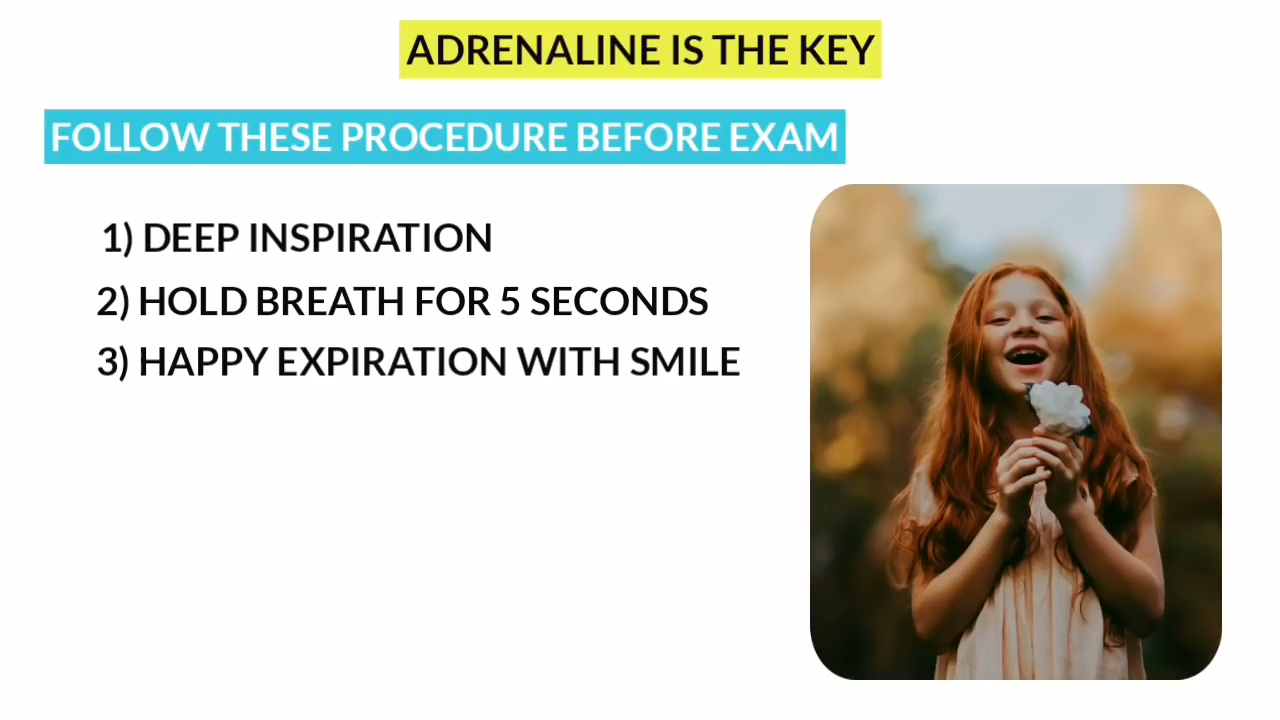 ADRENALINE IS THE KEY
FOLLOW THESE PROCEDURE BEFORE EXAM
1) DEEP INSPIRATION
2) HOLD BREATH FOR 5 SECONDS
3) HAPPY EXPIRATION WITH SMILE